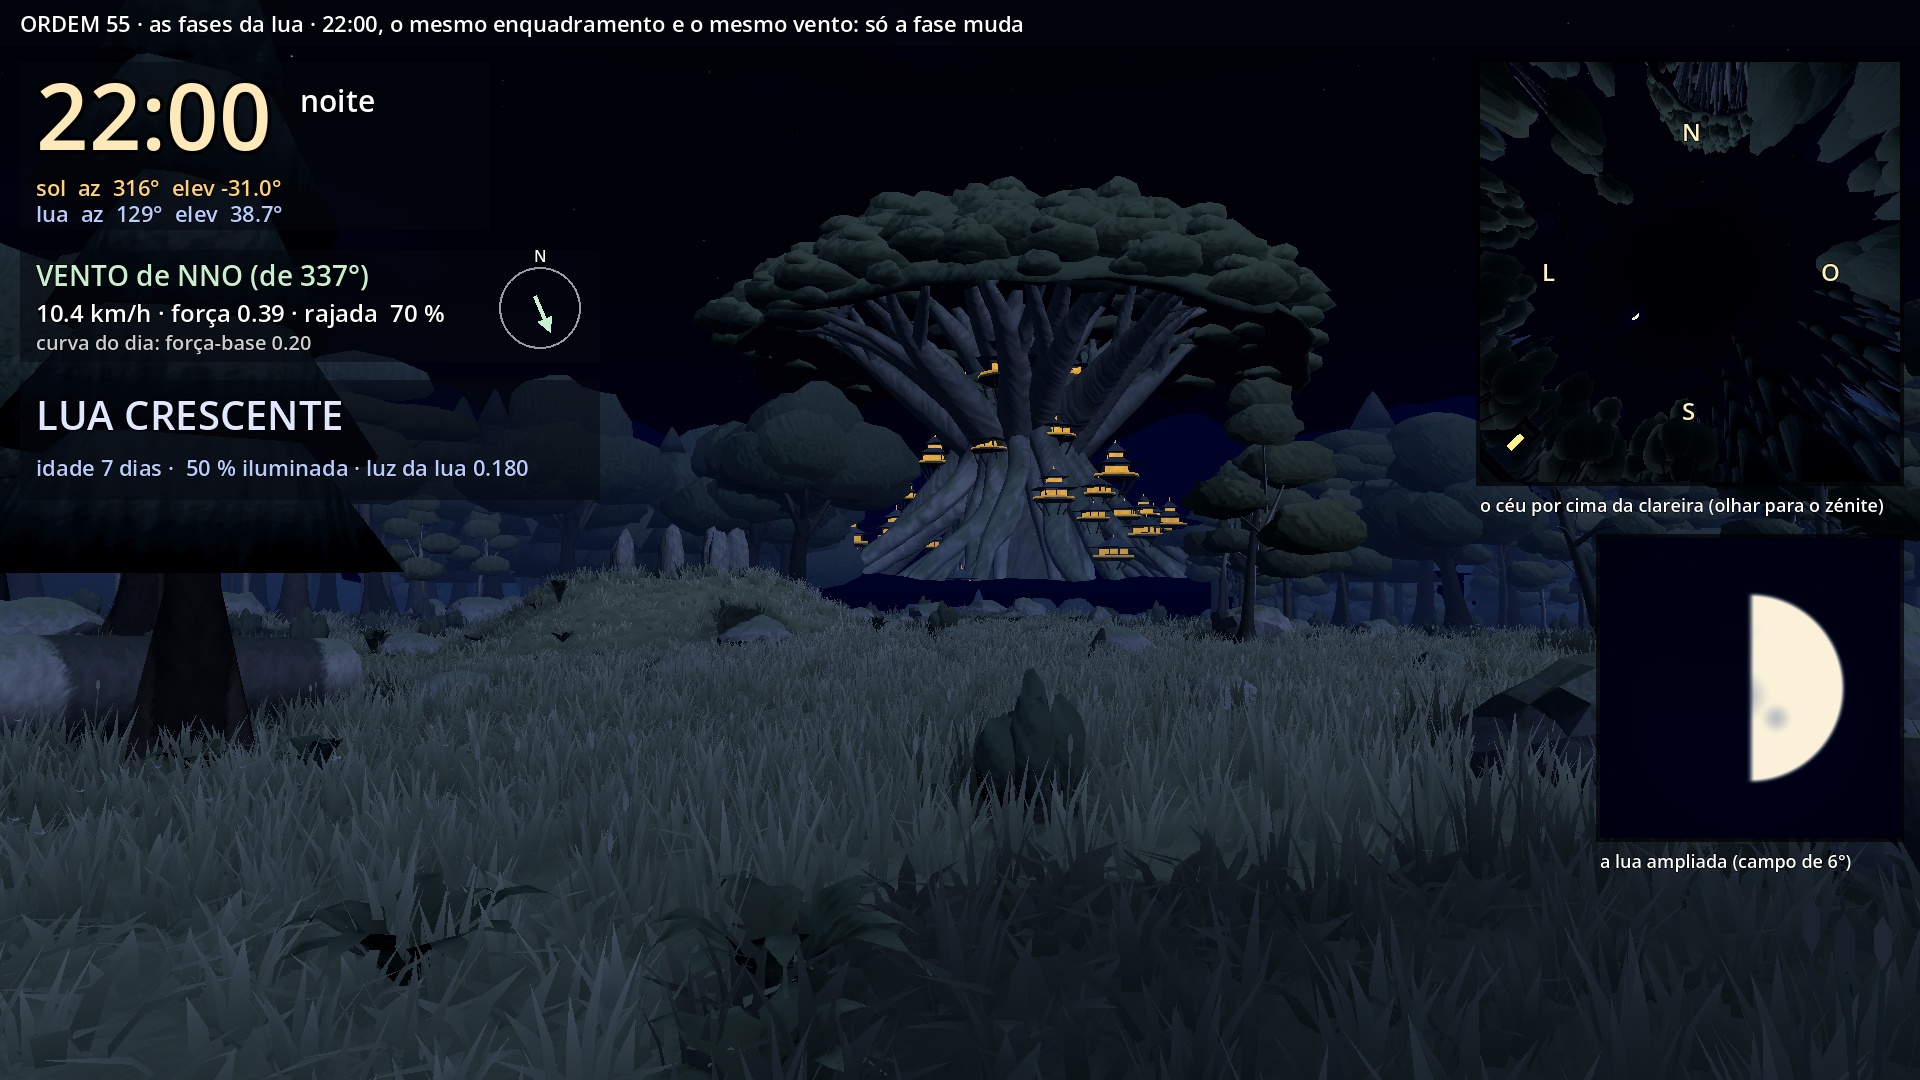 ORDEM 55 · as fases da lua · 22:00, o mesmo enquadramento e o mesmo vento: só a fase muda
22:00 noite
sol az 316° elev -31.0°
lua az 129° elev 38.7°
VENTO de NNO (de 337°)
10.4 km/h · força 0.39 · rajada 70 %
curva do dia: força-base 0.20
N
LUA CRESCENTE
idade 7 dias · 50 % iluminada · luz da lua 0.180
N
L
O
S
o céu por cima da clareira (olhar para o zénite)
a lua ampliada (campo de 6°)